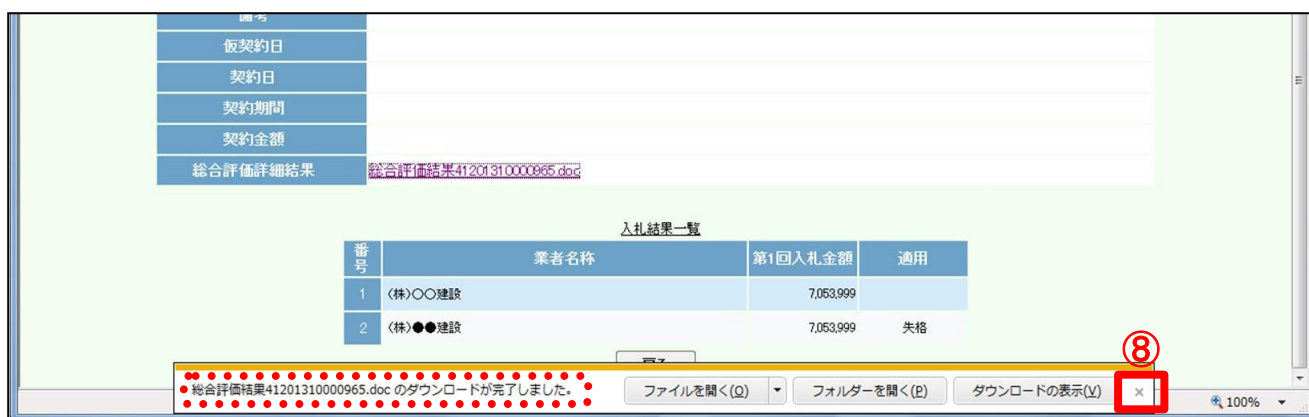 備考
仮契約日
契約日
契約期間
契約金額
総合評価詳細結果 総合評価結果41201310000965.doc
入札結果一覧
番号 業者名称 第1回入札金額 適用
1 (株)〇〇建設 7,053,999
2 (株)●●建設 7,053,999 失格
戻る
⑧
総合評価結果41201310000965.doc のダウンロードが完了しました。 ファイルを開く(O) フォルダーを開く(P) ダウンロードの表示(V) ×
100%